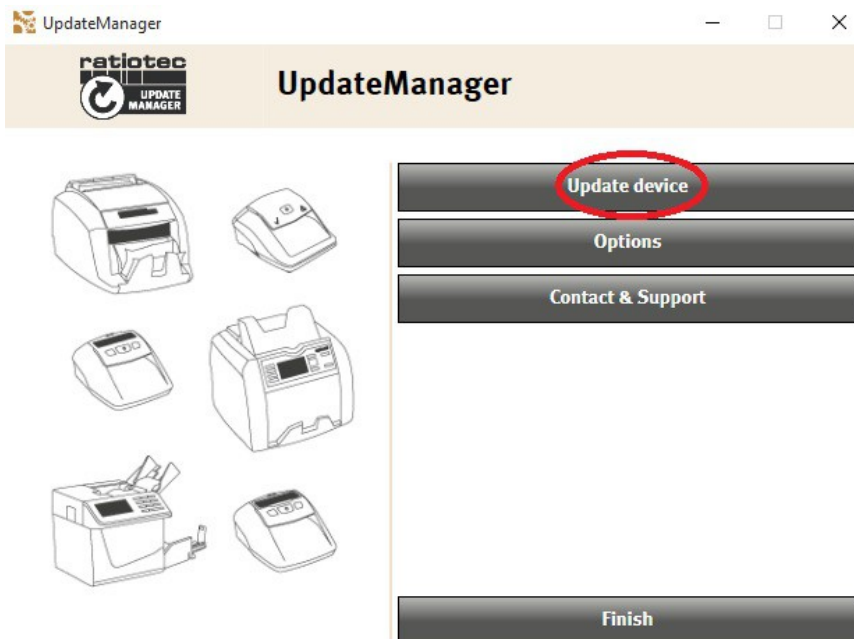 UpdateManager
ratiotec
UPDATE
MANAGER
UpdateManager
Update device
Options
Contact & Support
Finish